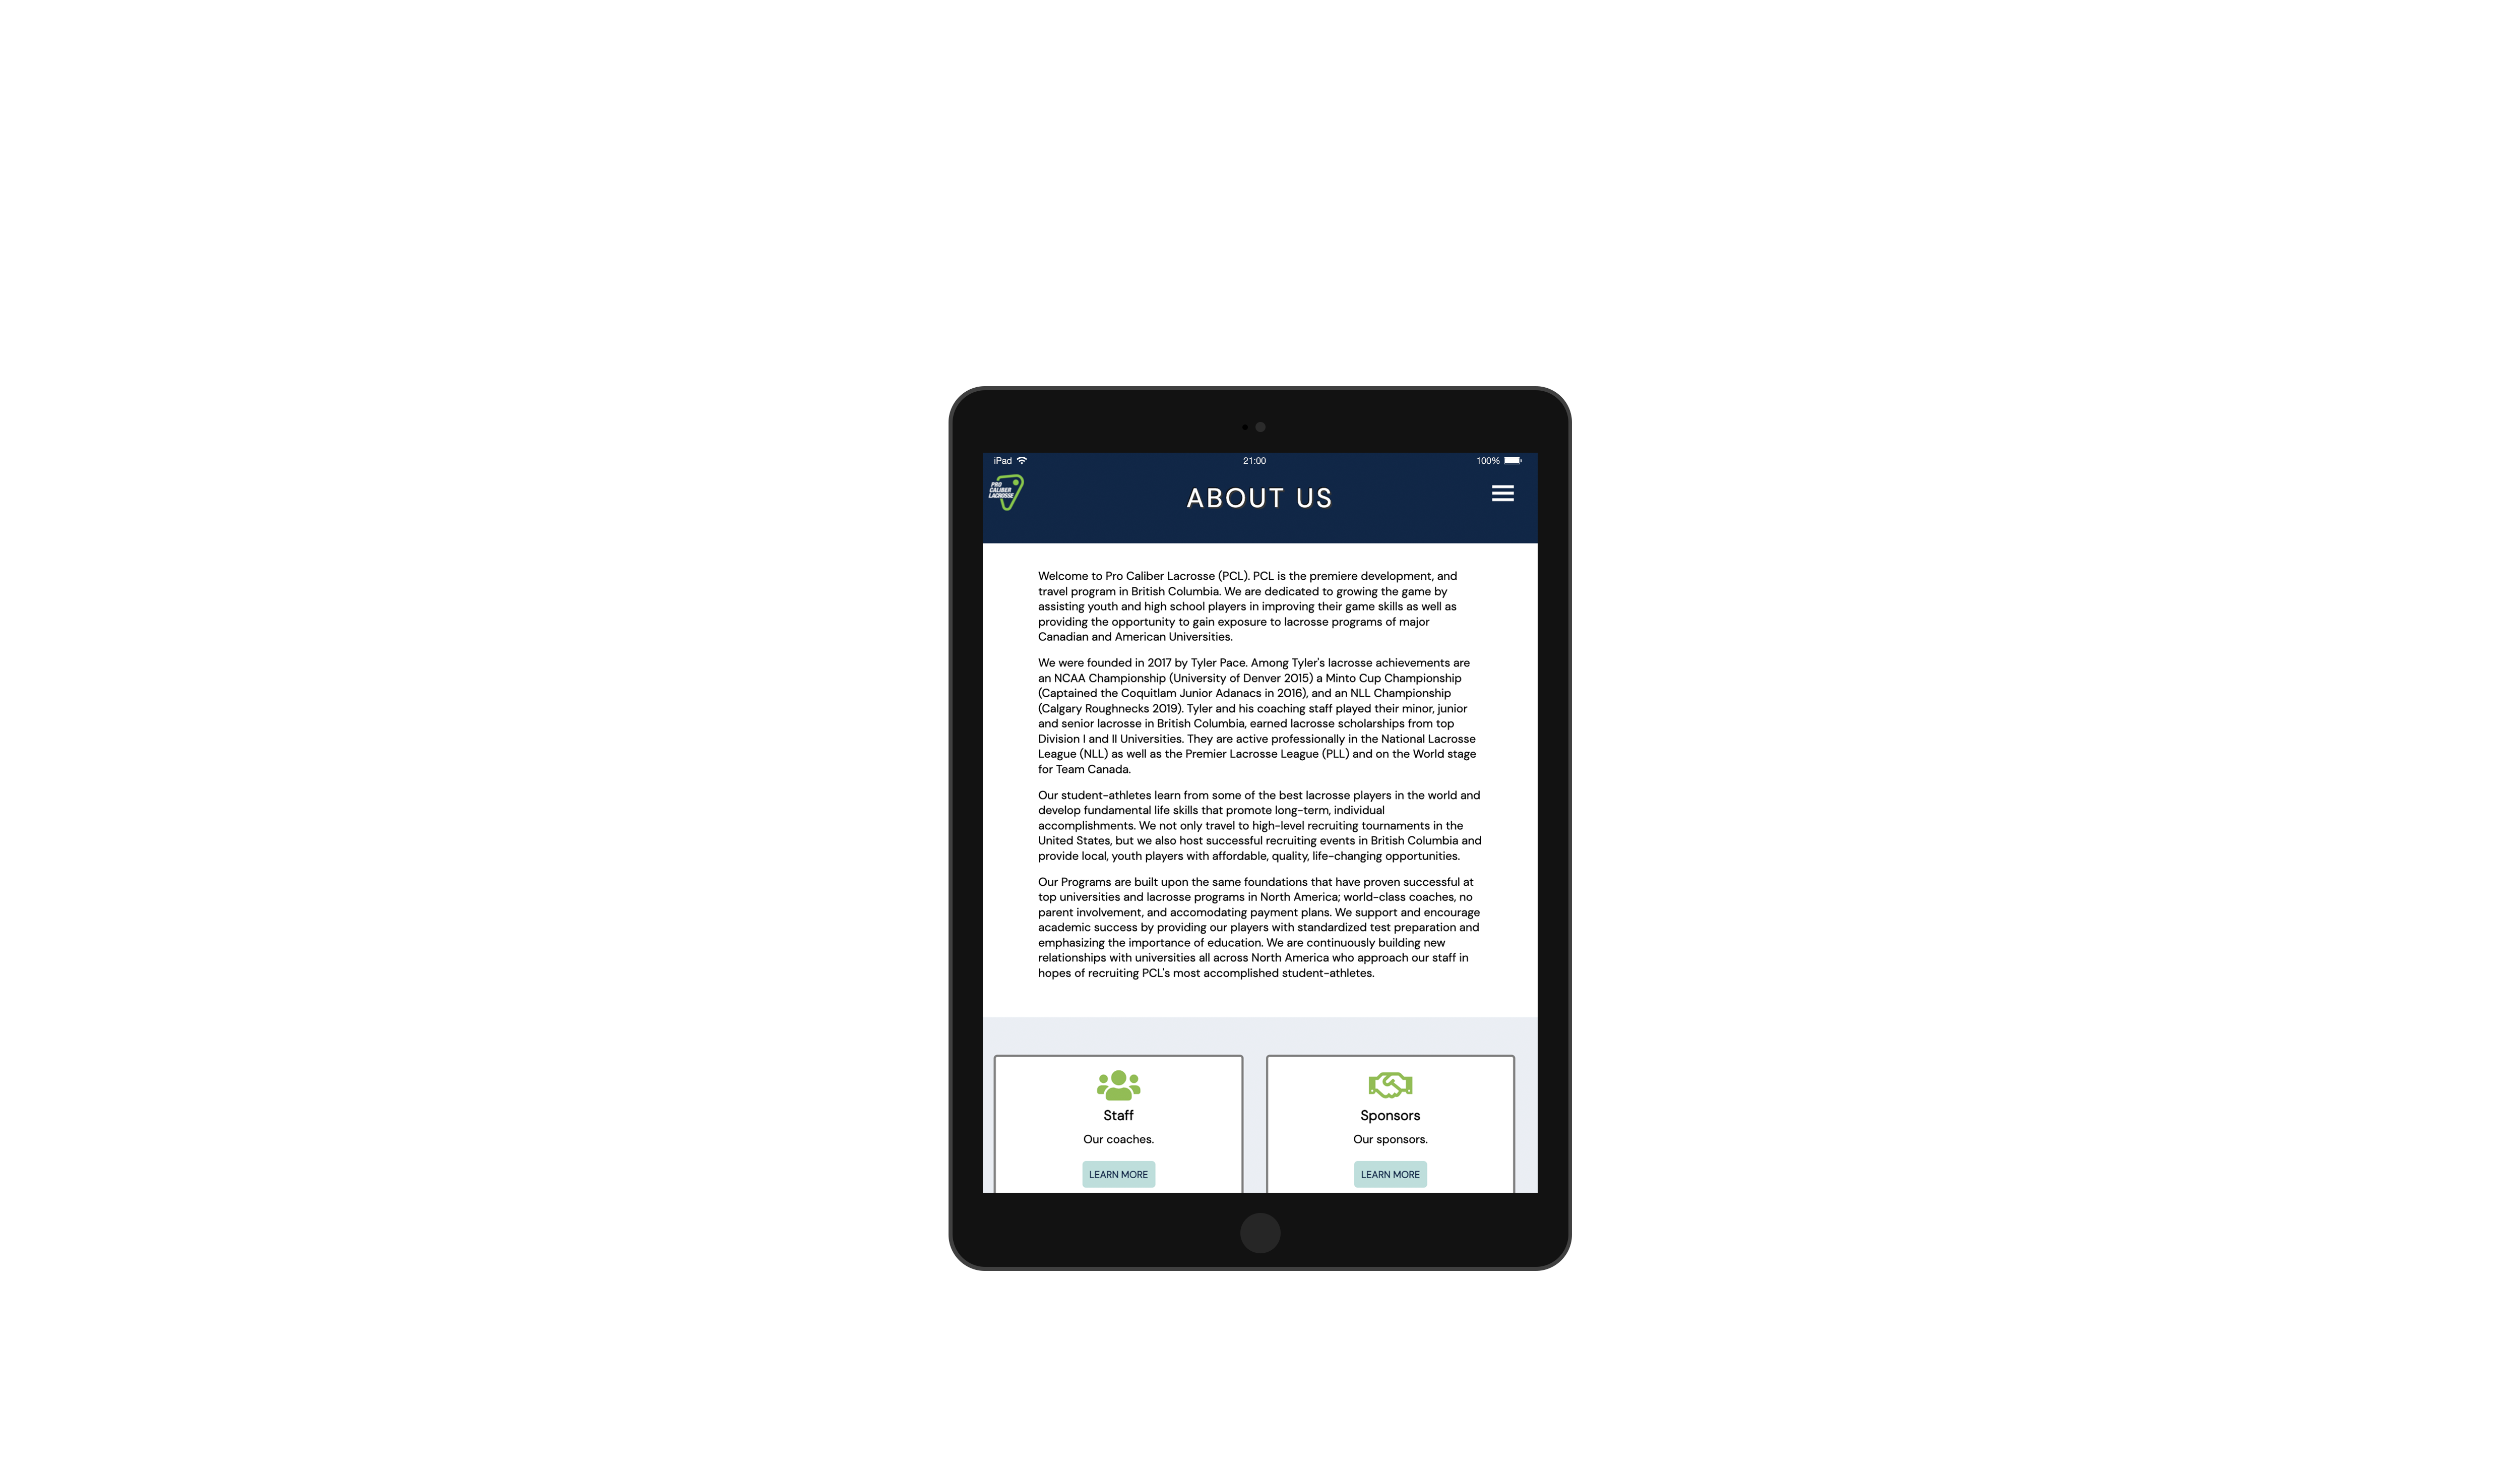 iPad 21:00 100%
PRO
CALIBER
LACROSSE
ABOUT US
Welcome to Pro Caliber Lacrosse (PCL). PCL is the premiere development, and
travel program in British Columbia. We are dedicated to growing the game by
assisting youth and high school players in improving their game skills as well as
providing the opportunity to gain exposure to lacrosse programs of major
Canadian and American Universities.
We were founded in 2017 by Tyler Pace. Among Tyler's lacrosse achievements are
an NCAA Championship (University of Denver 2015) a Minto Cup Championship
(Captained the Coquitlam Junior Adanacs in 2016), and an NLL Championship
(Calgary Roughnecks 2019). Tyler and his coaching staff played their minor, junior
and senior lacrosse in British Columbia, earned lacrosse scholarships from top
Division I and II Universities. They are active professionally in the National Lacrosse
League (NLL) as well as the Premier Lacrosse League (PLL) and on the World stage
for Team Canada.
Our student-athletes learn from some of the best lacrosse players in the world and
develop fundamental life skills that promote long-term, individual
accomplishments. We not only travel to high-level recruiting tournaments in the
United States, but we also host successful recruiting events in British Columbia and
provide local, youth players with affordable, quality, life-changing opportunities.
Our Programs are built upon the same foundations that have proven successful at
top universities and lacrosse programs in North America; world-class coaches, no
parent involvement, and accomodating payment plans. We support and encourage
academic success by providing our players with standardized test preparation and
emphasizing the importance of education. We are continuously building new
relationships with universities all across North America who approach our staff in
hopes of recruiting PCL's most accomplished student-athletes.
Staff
Our coaches.
LEARN MORE
Sponsors
Our sponsors.
LEARN MORE